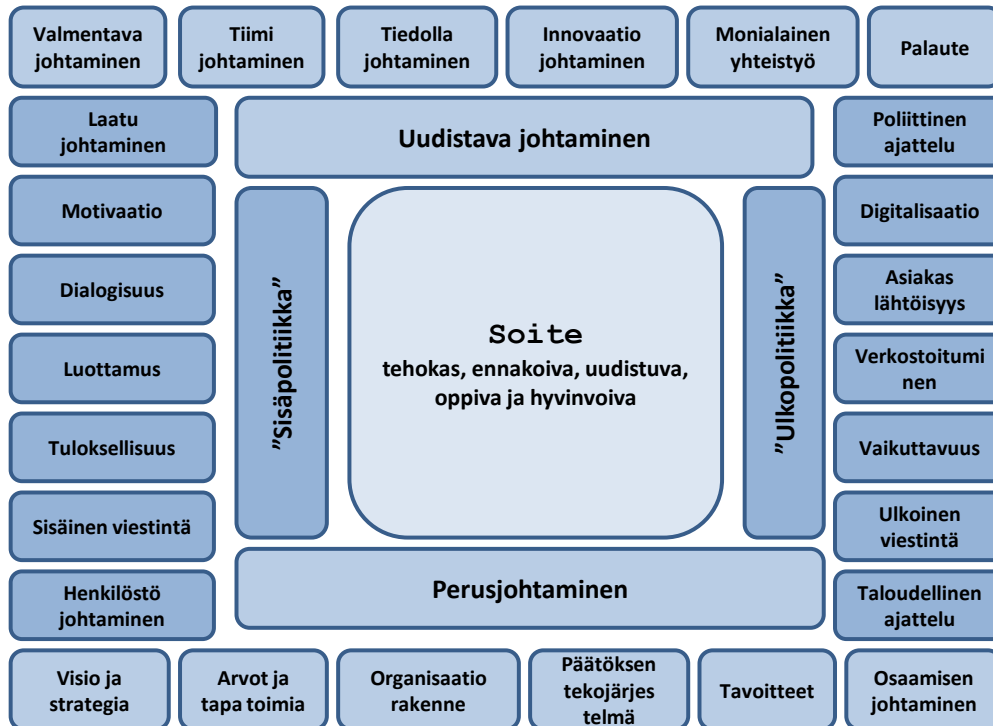 Valmentava
johtaminen
Tiimi
johtaminen
Tiedolla
johtaminen
Innovaatio
johtaminen
Monialainen
yhteistyö
Palaute
Laatu
johtaminen
Uudistava johtaminen
Poliittinen
ajattelu
Motivaatio
Digitalisaatio
Dialogisuus
Asiakas
lähtöisyys
Luottamus
Verkostoitumi
nen
Tuloksellisuus
Vaikuttavuus
Sisäinen viestintä
Ulkoinen
viestintä
Henkilöstö
johtaminen
Taloudellinen
ajattelu
”Sisäpolitiikka”
Soite
tehokas, ennakoiva, uudistuva,
oppiva ja hyvinvoiva
”Ulkopolitiikka”
Perusjohtaminen
Visio ja
strategia
Arvot ja
tapa toimia
Organisaatio
rakenne
Päätöksen
tekojärjes
telmä
Tavoitteet
Osaamisen
johtaminen